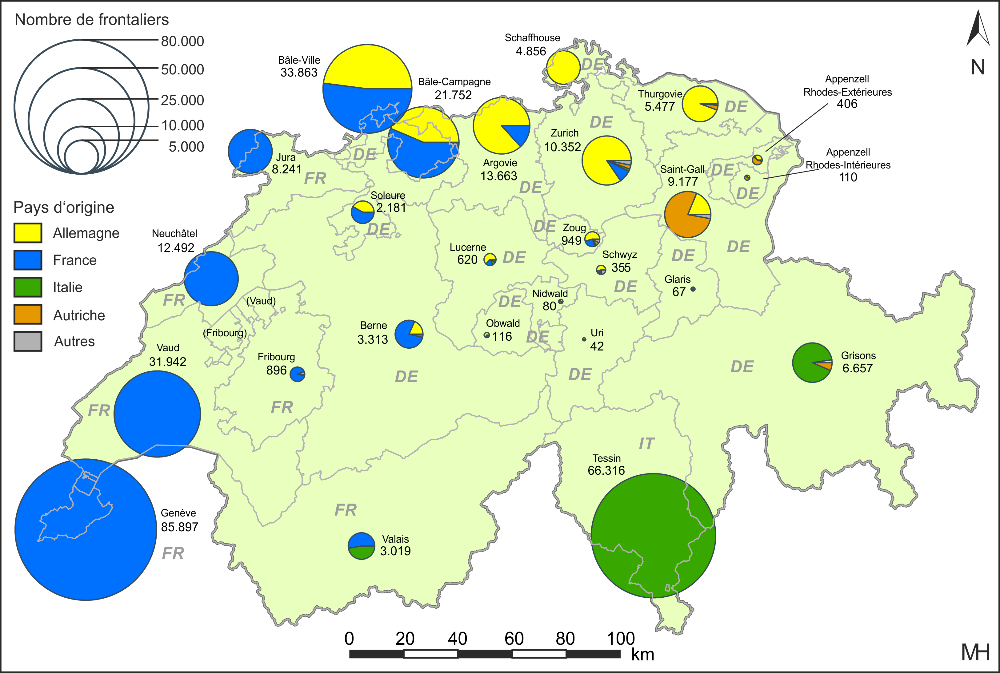 Nombre de frontaliers
80.000
50.000
25.000
10.000
5.000
Pays d‘origine
Allemagne
France
Italie
Autriche
Autres
N
Schaffhouse
4.856
DE
Bâle-Ville
33.863
Bâle-Campagne
21.752
Appenzell
Rhodes-Extérieures
406
Thurgovie
5.477
DE
DE
Zurich
10.352
Jura
8.241
FR
DE
Argovie
13.663
DE
Appenzell
Rhodes-Intérieures
110
Saint-Gall
9.177
DE
DE
DE
Soleure
2.181
DE
Neuchâtel
12.492
FR
DE
Zoug
949
Lucerne
620
DE
Schwyz
355
DE
DE
Glaris
67
(Vaud)
(Fribourg)
DE
Nidwald
80
Obwald
116
DE
Uri
42
DE
Berne
3.313
DE
Vaud
31.942
FR
Fribourg
896
FR
DE
Grisons
6.657
IT
Tessin
66.316
Genève
85.897
FR
FR
Valais
3.019
0 20 40 60 80 100
km
MH